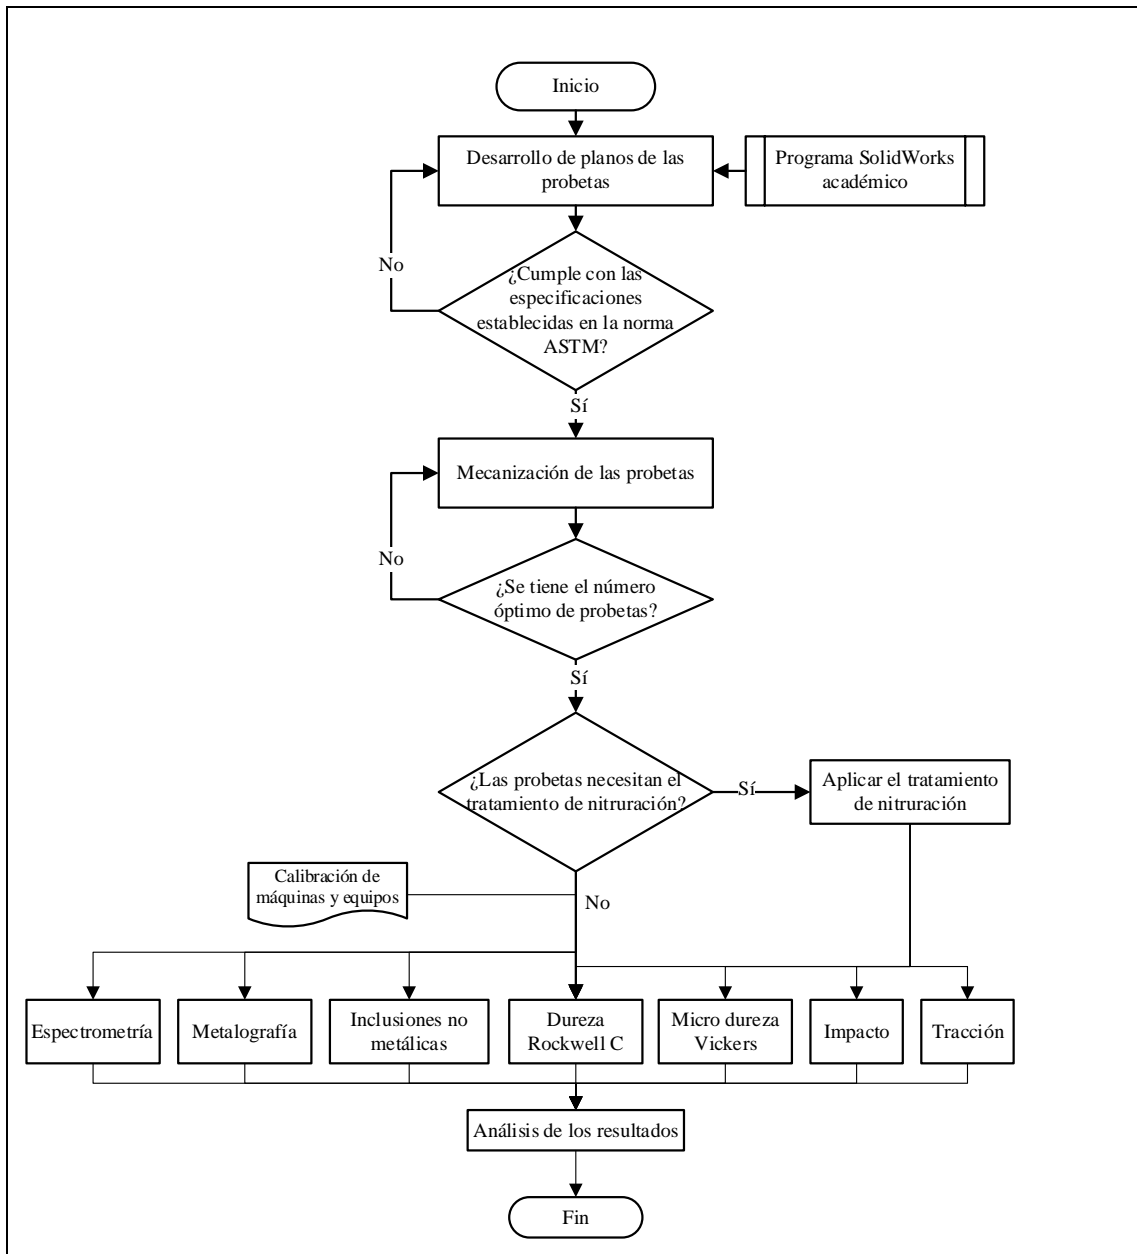 Inicio
Desarrollo de planos de las
probetas
Programa SolidWorks
académico
No
¿Cumple con las
especificaciones
establecidas en la norma
ASTM?
Sí
Mecanización de las probetas
No
¿Se tiene el número
óptimo de probetas?
Sí
¿Las probetas necesitan el
tratamiento de nitruración?
Sí
Aplicar el tratamiento
de nitruración
Calibración de
máquinas y equipos
No
Espectrometría
Metalografía
Inclusiones no
metálicas
Dureza
Rockwell C
Micro dureza
Vickers
Impacto
Tracción
Análisis de los resultados
Fin